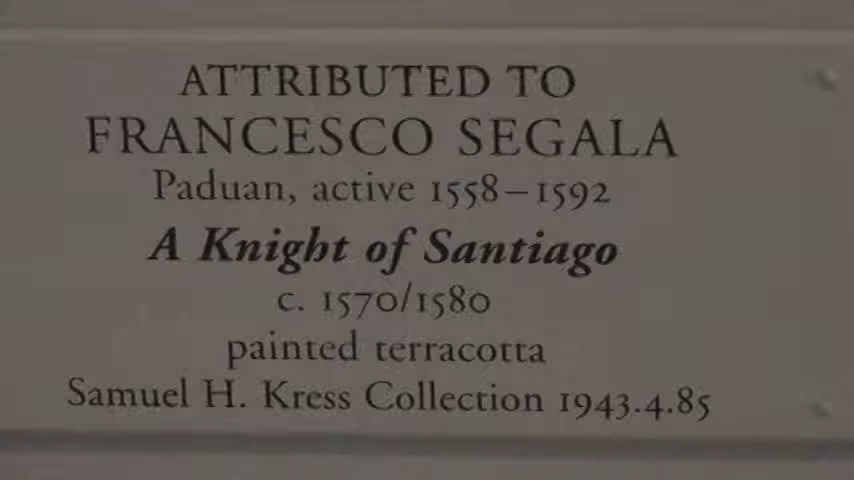 ATTRIBUTED TO
FRANCESCO SEGALA
Paduan, active 1558–1592
A Knight of Santiago
c. 1570/1580
painted terracotta
Samuel H. Kress Collection 1943.4.85